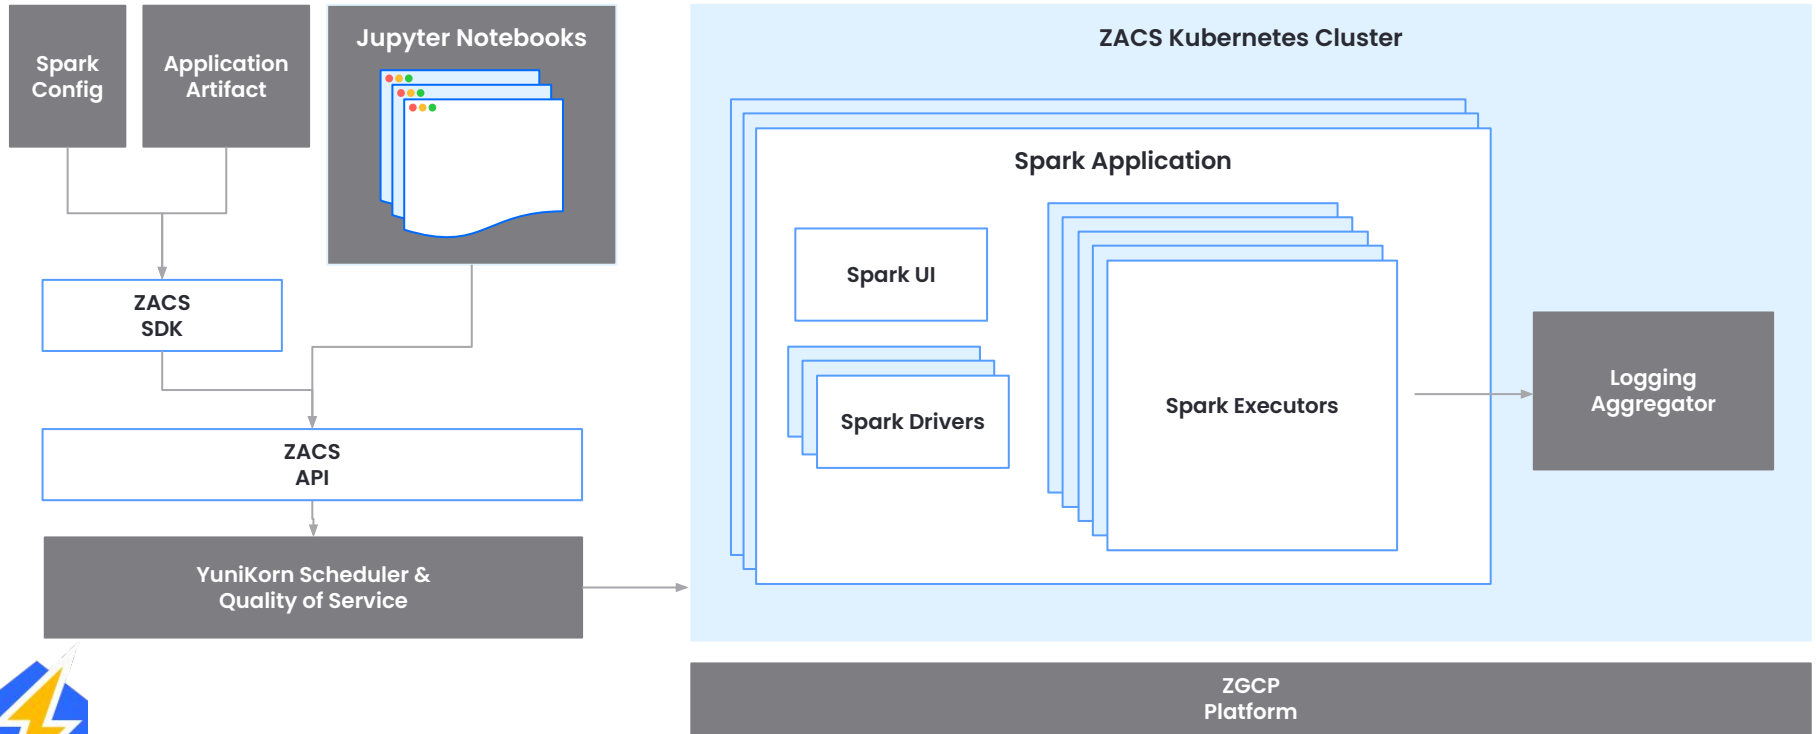 Spark
Config
Application
Artifact
Jupyter Notebooks
ZACS
SDK
ZACS
API
YuniKorn Scheduler &
Quality of Service
ZACS Kubernetes Cluster
Spark Application
Spark UI
Spark Drivers
Spark Executors
Logging
Aggregator
ZGCP
Platform